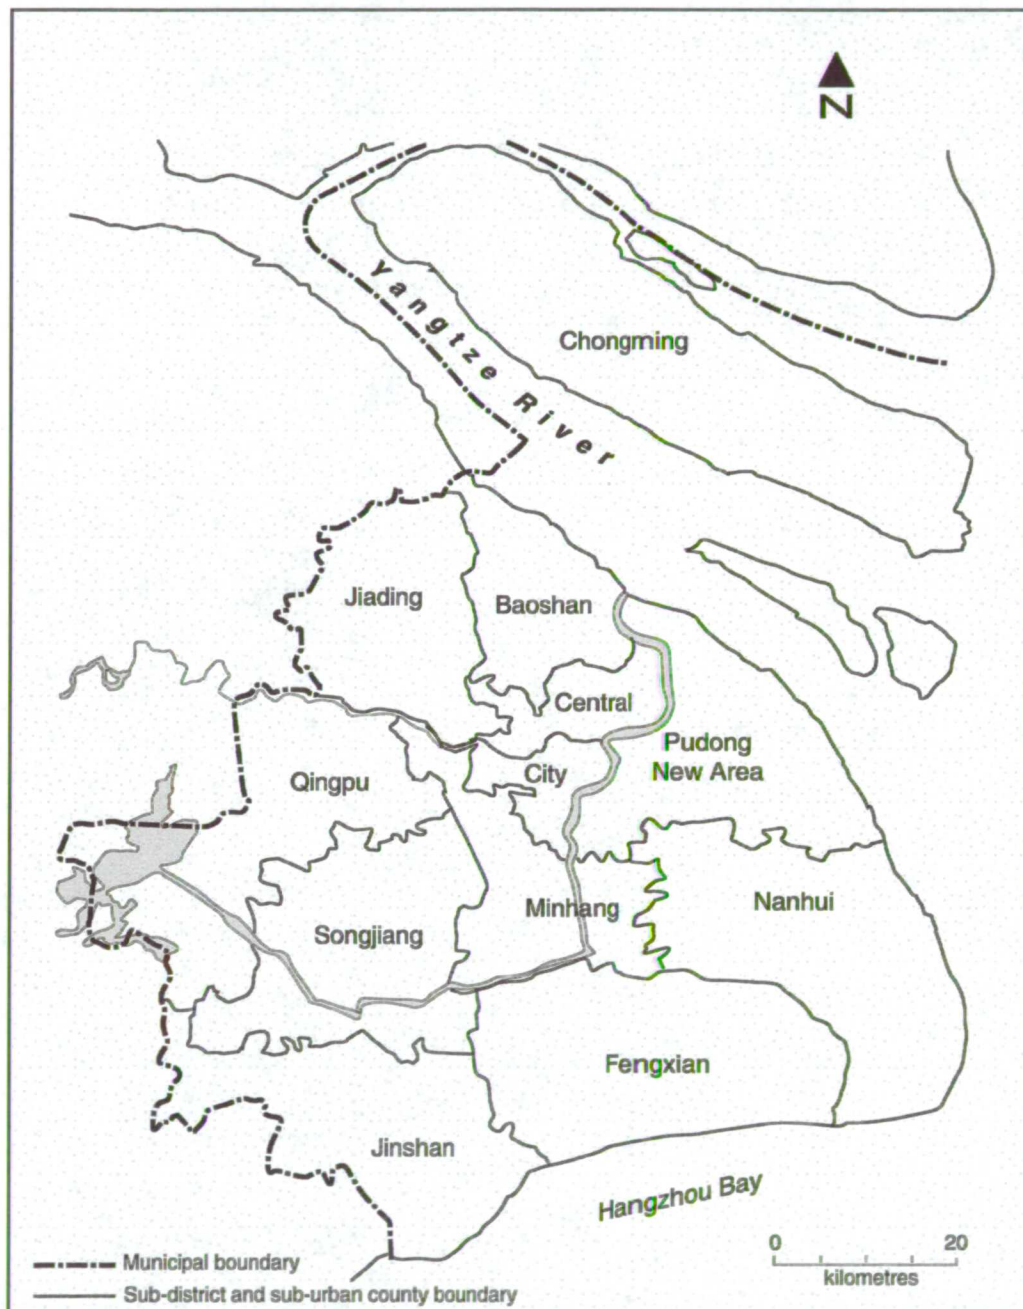 N
Yangtze River
Chongming
Jiading
Baoshan
Central
City
Pudong
New Area
Qingpu
Minhang
Nanhui
Songjiang
Fengxian
Jinshan
Hangzhou Bay
0 20
kilometres
Municipal boundary
Sub-district and sub-urban county boundary